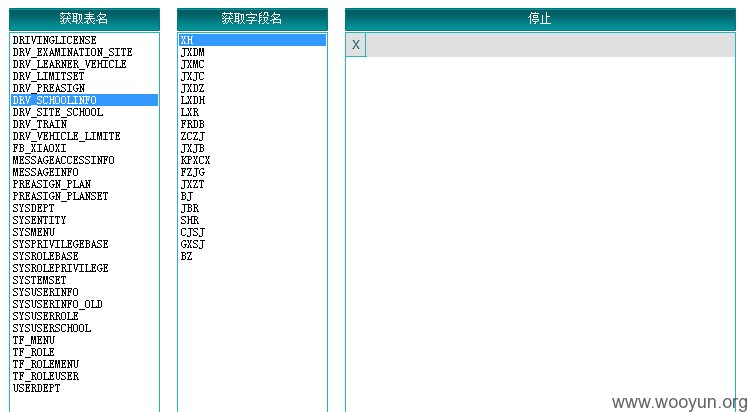 获取表名
DRIVINGLICENSE
DRV_EXAMINATION_SITE
DRV_LEARNER_VEHICLE
DRV_LIMITSET
DRV_PREASIGN
DRV_SCHOOLINFO
DRV_SITE_SCHOOL
DRV_TRAIN
DRV_VEHICLE_LIMITE
FB_XIAOXI
MESSAGEACCESSINFO
MESSAGEINFO
PREASIGN_PLAN
PREASIGN_PLANSET
SYSDEPT
SYSENTITY
SYSMENU
SYSPRIVILEGEBASE
SYSROLEBASE
SYSROLEPRIVILEGE
SYSTEMSET
SYSUSERINFO
SYSUSERINFO_OLD
SYSUSERROLE
SYSUSERSCHOOL
TF_MENU
TF_ROLE
TF_ROLEMENU
TF_ROLEUSER
USERDEPT
获取字段名
XH
JXDM
JXMC
JXJC
JXDZ
LXDH
LXR
FRDB
ZCZJ
JXJB
KPXCX
FZJG
JXZT
BJ
JBR
SHR
CJSJ
GXSJ
BZ
停止
X
www.wooyun.org